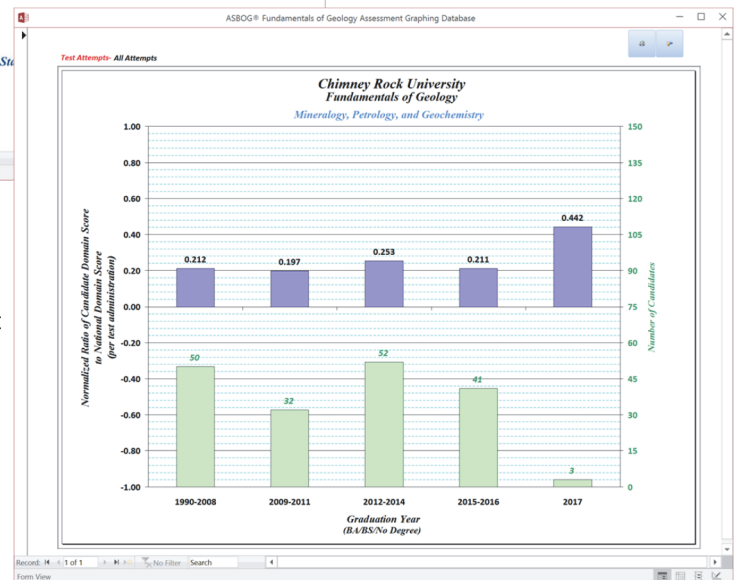 ASBOG® Fundamentals of Geology Assessment Graphing Database
Test Attempts- All Attempts
Chimney Rock University
Fundamentals of Geology
Mineralogy, Petrology, and Geochemistry
Normalized Ratio of Candidate Domain Score
to National Domain Score
(per test administration)
1.00
0.80
0.60
0.40
0.20
0.00
-0.20
-0.40
-0.60
-0.80
-1.00
0.212
0.197
0.253
0.211
0.442
50
32
52
41
3
150
135
120
105
90
75
60
45
30
15
0
Number of Candidates
1990-2008 2009-2011 2012-2014 2015-2016 2017
Graduation Year
(BA/BS/No Degree)
Record: 1 of 1 No Filter Search
Form View